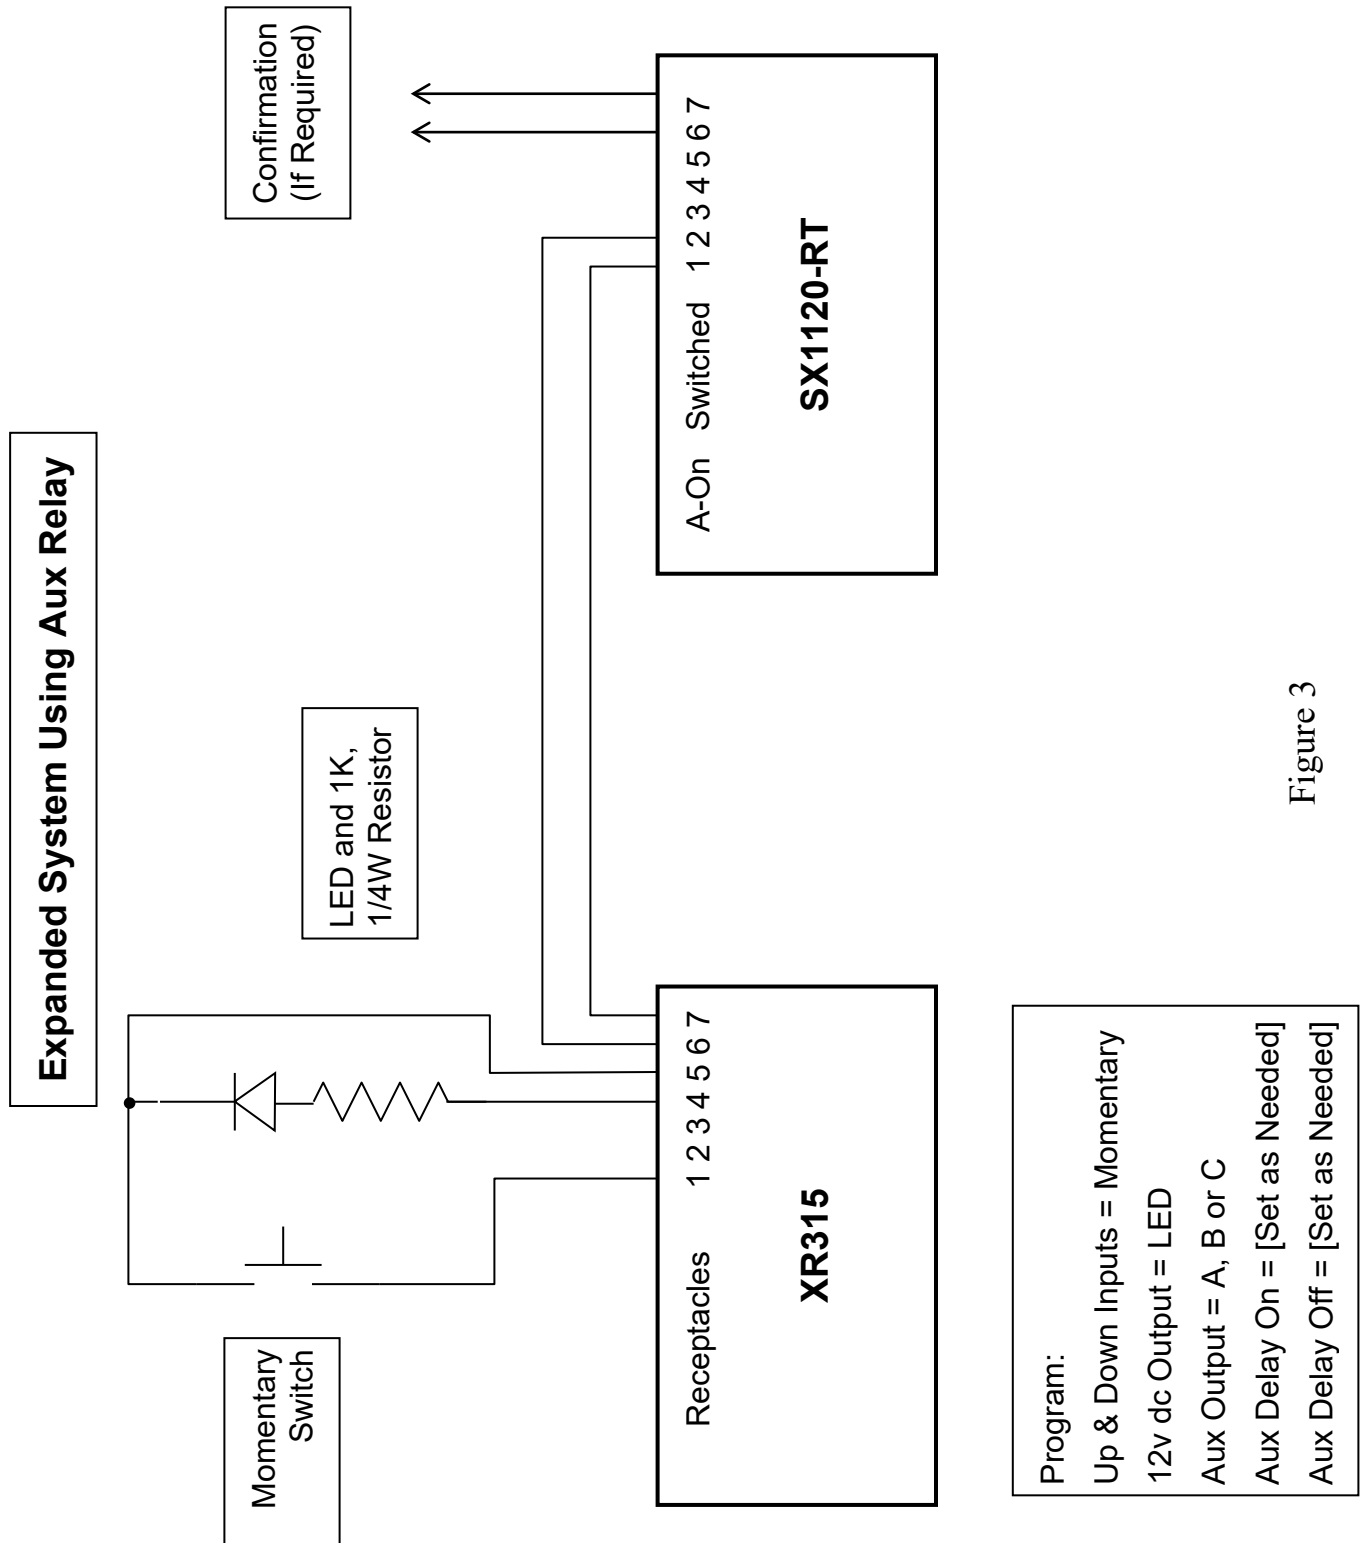 Expanded System Using Aux Relay
Momentary
Switch
LED and 1K,
1/4W Resistor
Confirmation
(If Required)
Receptacles 1 2 3 4 5 6 7
XR315
A-On Switched 1 2 3 4 5 6 7
SX1120-RT
Program:
Up & Down Inputs = Momentary
12v dc Output = LED
Aux Output = A, B or C
Aux Delay On = [Set as Needed]
Aux Delay Off = [Set as Needed]
Figure 3